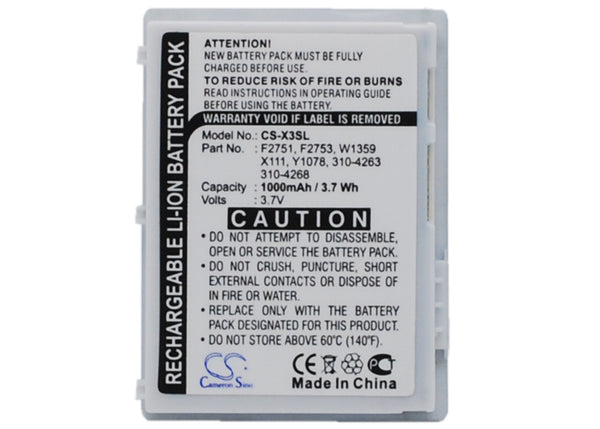 RECHARGEABLE LI-ION BATTERY PACK
ATTENTION!
NEW BATTERY PACK MUST BE FULLY
CHARGED BEFORE USE.
TO REDUCE RISK OF FIRE OR BURNS
READ INSTRUCTIONS IN OPERATING GUIDE
BEFORE USING BATTERY.
WARRANTY VOID IF LABEL IS REMOVED
Model No.: CS-X3SL
Part No.: F2751, F2753, W1359
X111, Y1078, 310-4263
310-4268
Capacity: 1000mAh / 3.7 Wh
Volts: 3.7V
CAUTION
• DO NOT ATTEMPT TO DISASSEMBLE,
OPEN OR SERVICE THE BATTERY PACK.
• DO NOT CRUSH, PUNCTURE, SHORT
EXTERNAL CONTACTS OR DISPOSE OF
IN FIRE OR WATER.
• REPLACE ONLY WITH THE BATTERY PACK
DESIGNATED FOR THIS PRODUCT.
• DO NOT STORE ABOVE 60°C (140°F).
CS
Cameron Sino
CE
Made In China